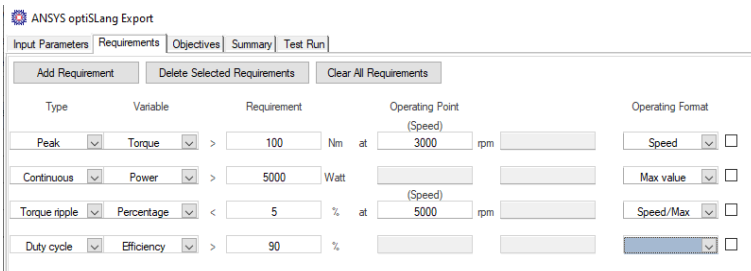 ANSYS optiSLang Export
Input Parameters Requirements Objectives Summary Test Run
Add Requirement Delete Selected Requirements Clear All Requirements
Type Variable Requirement Operating Point Operating Format
(Speed)
Peak Torque > 100 Nm at 3000 rpm Speed
Continuous Power > 5000 Watt Max value
(Speed)
Torque ripple Percentage < 5 % at 5000 rpm Speed/Max
Duty cycle Efficiency > 90 %